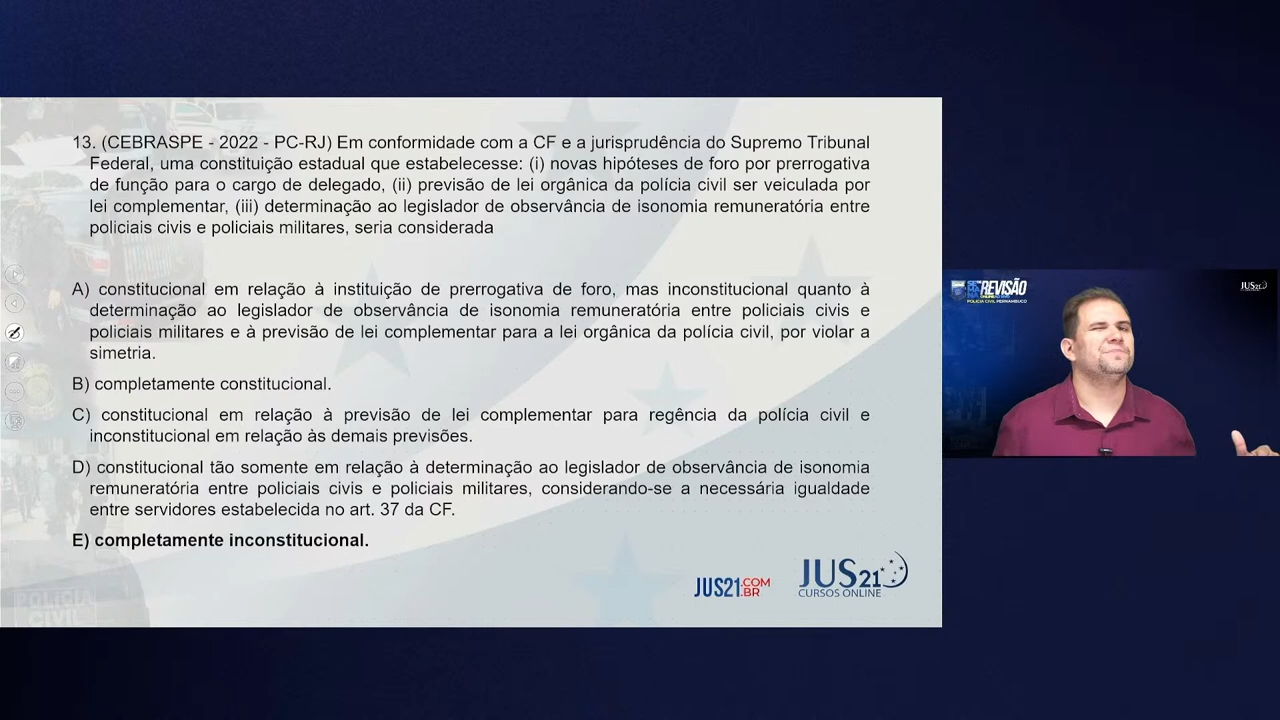 13. (CEBRASPE - 2022 - PC-RJ) Em conformidade com a CF e a jurisprudência do Supremo Tribunal
Federal, uma constituição estadual que estabelecesse: (i) novas hipóteses de foro por prerrogativa
de função para o cargo de delegado, (ii) previsão de lei orgânica da polícia civil ser veiculada por
lei complementar, (iii) determinação ao legislador de observância de isonomia remuneratória entre
policiais civis e policiais militares, seria considerada
A) constitucional em relação à instituição de prerrogativa de foro, mas inconstitucional quanto à
determinação ao legislador de observância de isonomia remuneratória entre policiais civis e
policiais militares e à previsão de lei complementar para a lei orgânica da polícia civil, por violar a
simetria.
B) completamente constitucional.
C) constitucional em relação à previsão de lei complementar para regência da polícia civil e
inconstitucional em relação às demais previsões.
D) constitucional tão somente em relação à determinação ao legislador de observância de isonomia
remuneratória entre policiais civis e policiais militares, considerando-se a necessária igualdade
entre servidores estabelecida no art. 37 da CF.
E) completamente inconstitucional.
JUS21.COM.BR
JUS21
CURSOS ONLINE
POLÍCIA
CIVIL
SEMANA
REVISÃO
POLÍCIA CIVIL PERNAMBUCO
JUS21